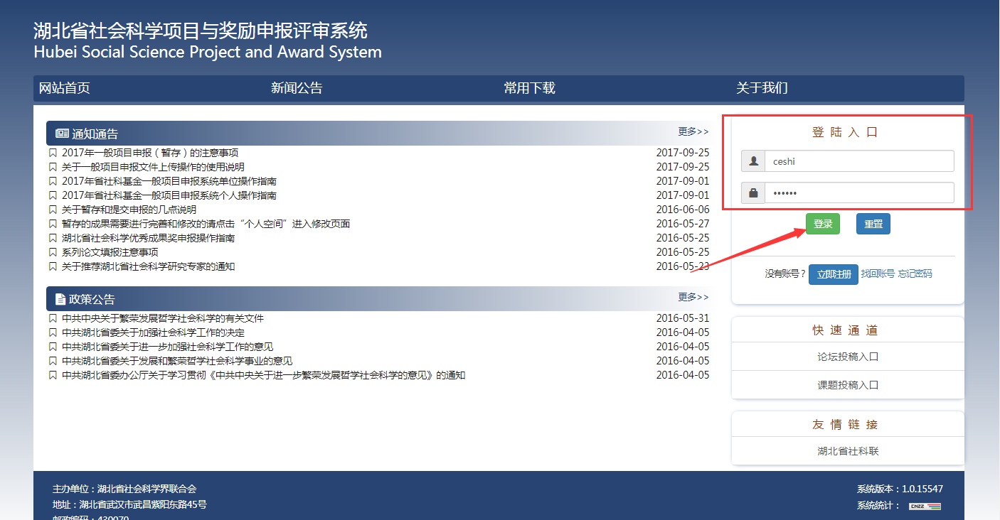 湖北省社会科学项目与奖励申报评审系统
Hubei Social Science Project and Award System
网站首页 新闻公告 常用下载 关于我们
通知通告 更多>>
2017年一般项目申报（暂存）的注意事项 2017-09-25
关于一般项目申报文件上传操作的使用说明 2017-09-25
2017年省社科基金一般项目申报系统单位操作指南 2017-09-01
2017年省社科基金一般项目申报系统个人操作指南 2017-09-01
关于暂存和提交申报的几点说明 2016-06-06
暂存的成果需要进行完善和修改的请点击“个人空间”进入修改页面 2016-05-27
湖北省社会科学优秀成果奖申报操作指南 2016-05-25
系列论文填报注意事项 2016-05-25
关于推荐湖北省社会科学研究专家的通知 2016-05-23
政策公告 更多>>
中共中央关于繁荣发展哲学社会科学的有关文件 2016-05-31
中共湖北省委关于加强社会科学工作的决定 2016-04-05
中共湖北省委关于进一步加强社会科学工作的意见 2016-04-05
中共湖北省委关于发展和繁荣哲学社会科学事业的意见 2016-04-05
中共湖北省委办公厅关于学习贯彻《中共中央关于进一步繁荣发展哲学社会科学的意见》的通知 2016-04-05
登陆入口
ceshi
••••••
登录 重置
没有账号? 立即注册 找回账号 忘记密码
快速通道
论坛投稿入口
课题投稿入口
友情链接
湖北省社科联
主办单位：湖北省社会科学界联合会
地址：湖北省武汉市武昌紫阳东路45号
邮政编码：430070
系统版本：1.0.15547
系统统计： CNZZ